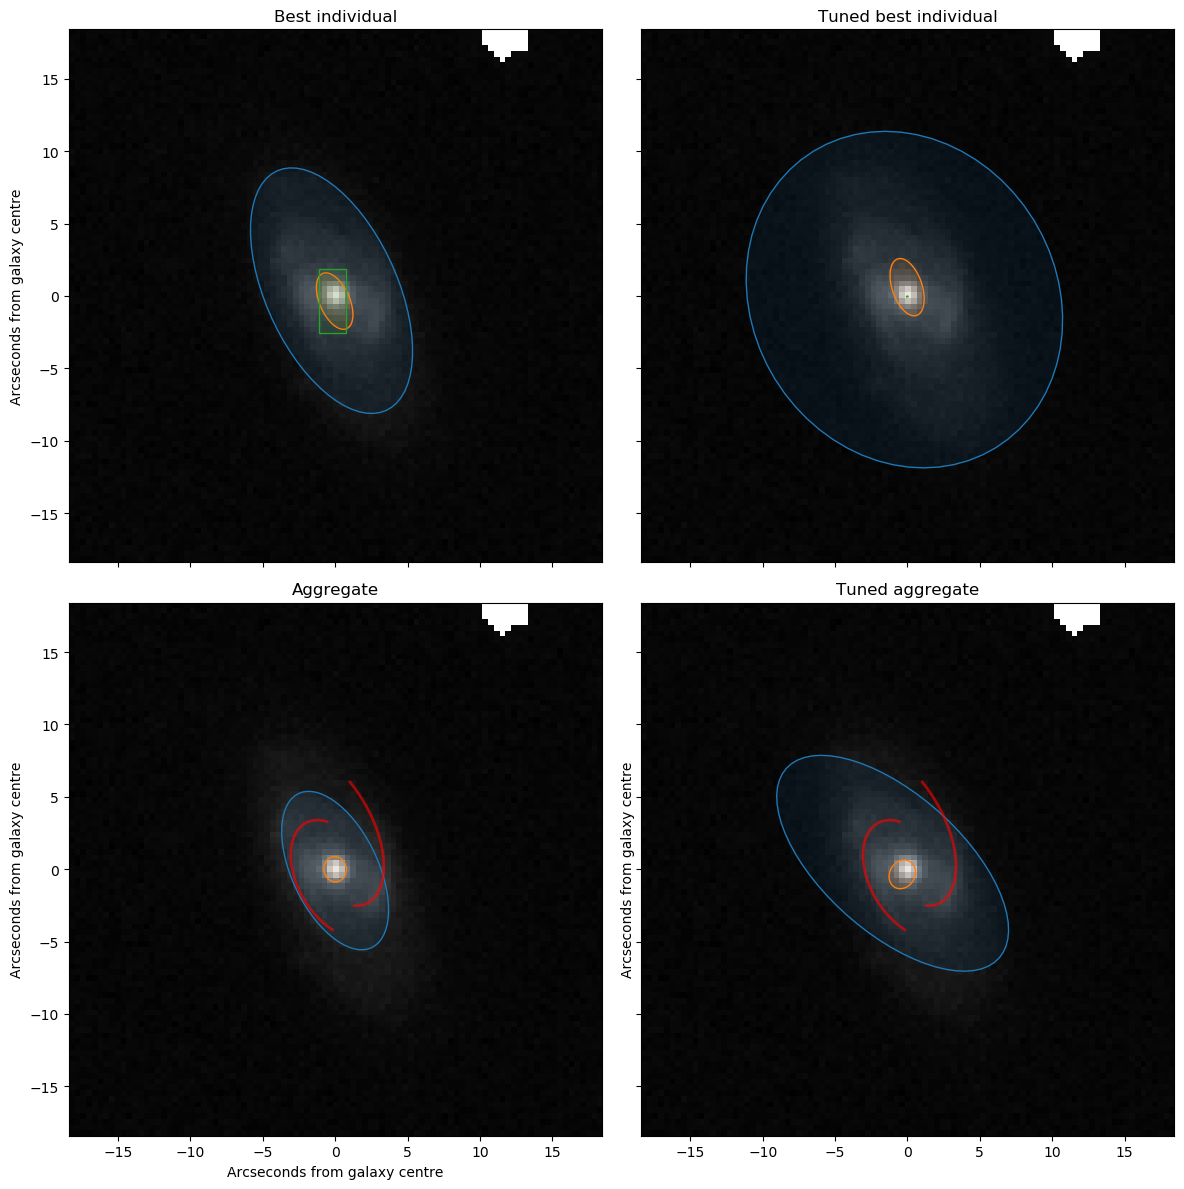 Best individual
Tuned best individual
15
10
5
0
−5
−10
−15
Arcseconds from galaxy centre
Aggregate
Tuned aggregate
15
10
5
0
−5
−10
−15
Arcseconds from galaxy centre
Arcseconds from galaxy centre
−15 −10 −5 0 5 10 15
−15 −10 −5 0 5 10 15
Arcseconds from galaxy centre